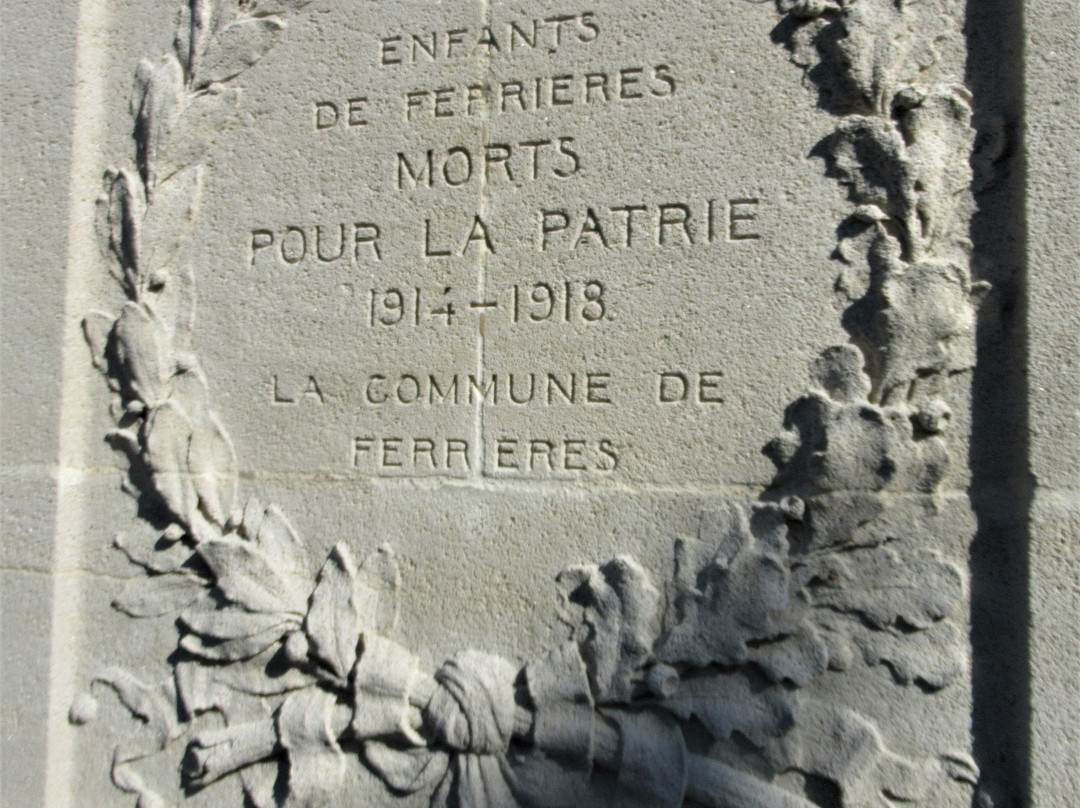 ENFANTS
DE FERRIERES
MORTS
POUR LA PATRIE
1914-1918.
LA COMMUNE DE
FERRIERES